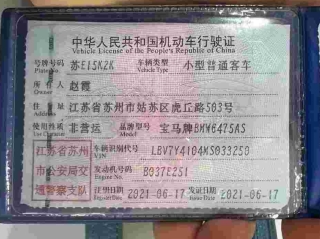 中华人民共和国机动车行驶证
Vehicle License of the People's Republic of China
号牌号码 苏E15K2K 车辆类型 小型普通客车
Plate No. Vehicle Type
所有人 赵霞
Owner
住址 江苏省苏州市姑苏区虎丘路503号
Address
使用性质 非营运 品牌型号 宝马牌BMW6475AS
Use Character Model
江苏省苏州 车辆识别代号 LBV7Y4104MS033250
VIN
市公安局交 发动机号码 B037E251
Engine No.
通警察支队 注册日期 2021-06-17 发证日期 2021-06-17
Register Date Issue Date